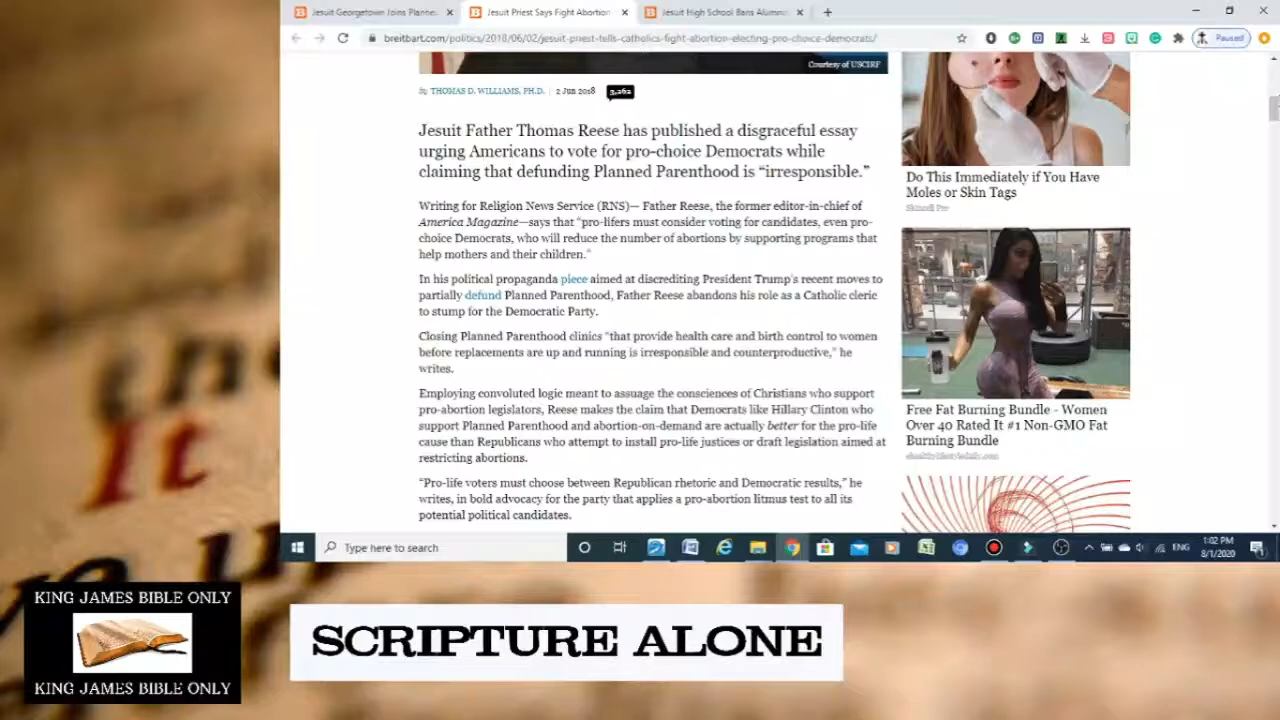 Jesuit Georgetown Joins Planne
Jesuit Priest Says Fight Abortion
Jesuit High School Bans Alumna
breitbart.com/politics/2018/06/02/jesuit-priest-tells-catholics-fight-abortion-electing-pro-choice-democrats/
Paused
Courtesy of USCIRF
by THOMAS D. WILLIAMS, PH.D. | 2 Jun 2018 3,262
Jesuit Father Thomas Reese has published a disgraceful essay
urging Americans to vote for pro-choice Democrats while
claiming that defunding Planned Parenthood is “irresponsible.”
Writing for Religion News Service (RNS)— Father Reese, the former editor-in-chief of
America Magazine—says that “pro-lifers must consider voting for candidates, even pro-
choice Democrats, who will reduce the number of abortions by supporting programs that
help mothers and their children.”
In his political propaganda piece aimed at discrediting President Trump’s recent moves to
partially defund Planned Parenthood, Father Reese abandons his role as a Catholic cleric
to stump for the Democratic Party.
Closing Planned Parenthood clinics “that provide health care and birth control to women
before replacements are up and running is irresponsible and counterproductive,” he
writes.
Employing convoluted logic meant to assuage the consciences of Christians who support
pro-abortion legislators, Reese makes the claim that Democrats like Hillary Clinton who
support Planned Parenthood and abortion-on-demand are actually better for the pro-life
cause than Republicans who attempt to install pro-life justices or draft legislation aimed at
restricting abortions.
“Pro-life voters must choose between Republican rhetoric and Democratic results,” he
writes, in bold advocacy for the party that applies a pro-abortion litmus test to all its
potential political candidates.
Do This Immediately if You Have
Moles or Skin Tags
Free Fat Burning Bundle - Women
Over 40 Rated It #1 Non-GMO Fat
Burning Bundle
Type here to search
ENG
1:02 PM
8/1/2020
the
It
KING JAMES BIBLE ONLY
KING JAMES BIBLE ONLY
SCRIPTURE ALONE